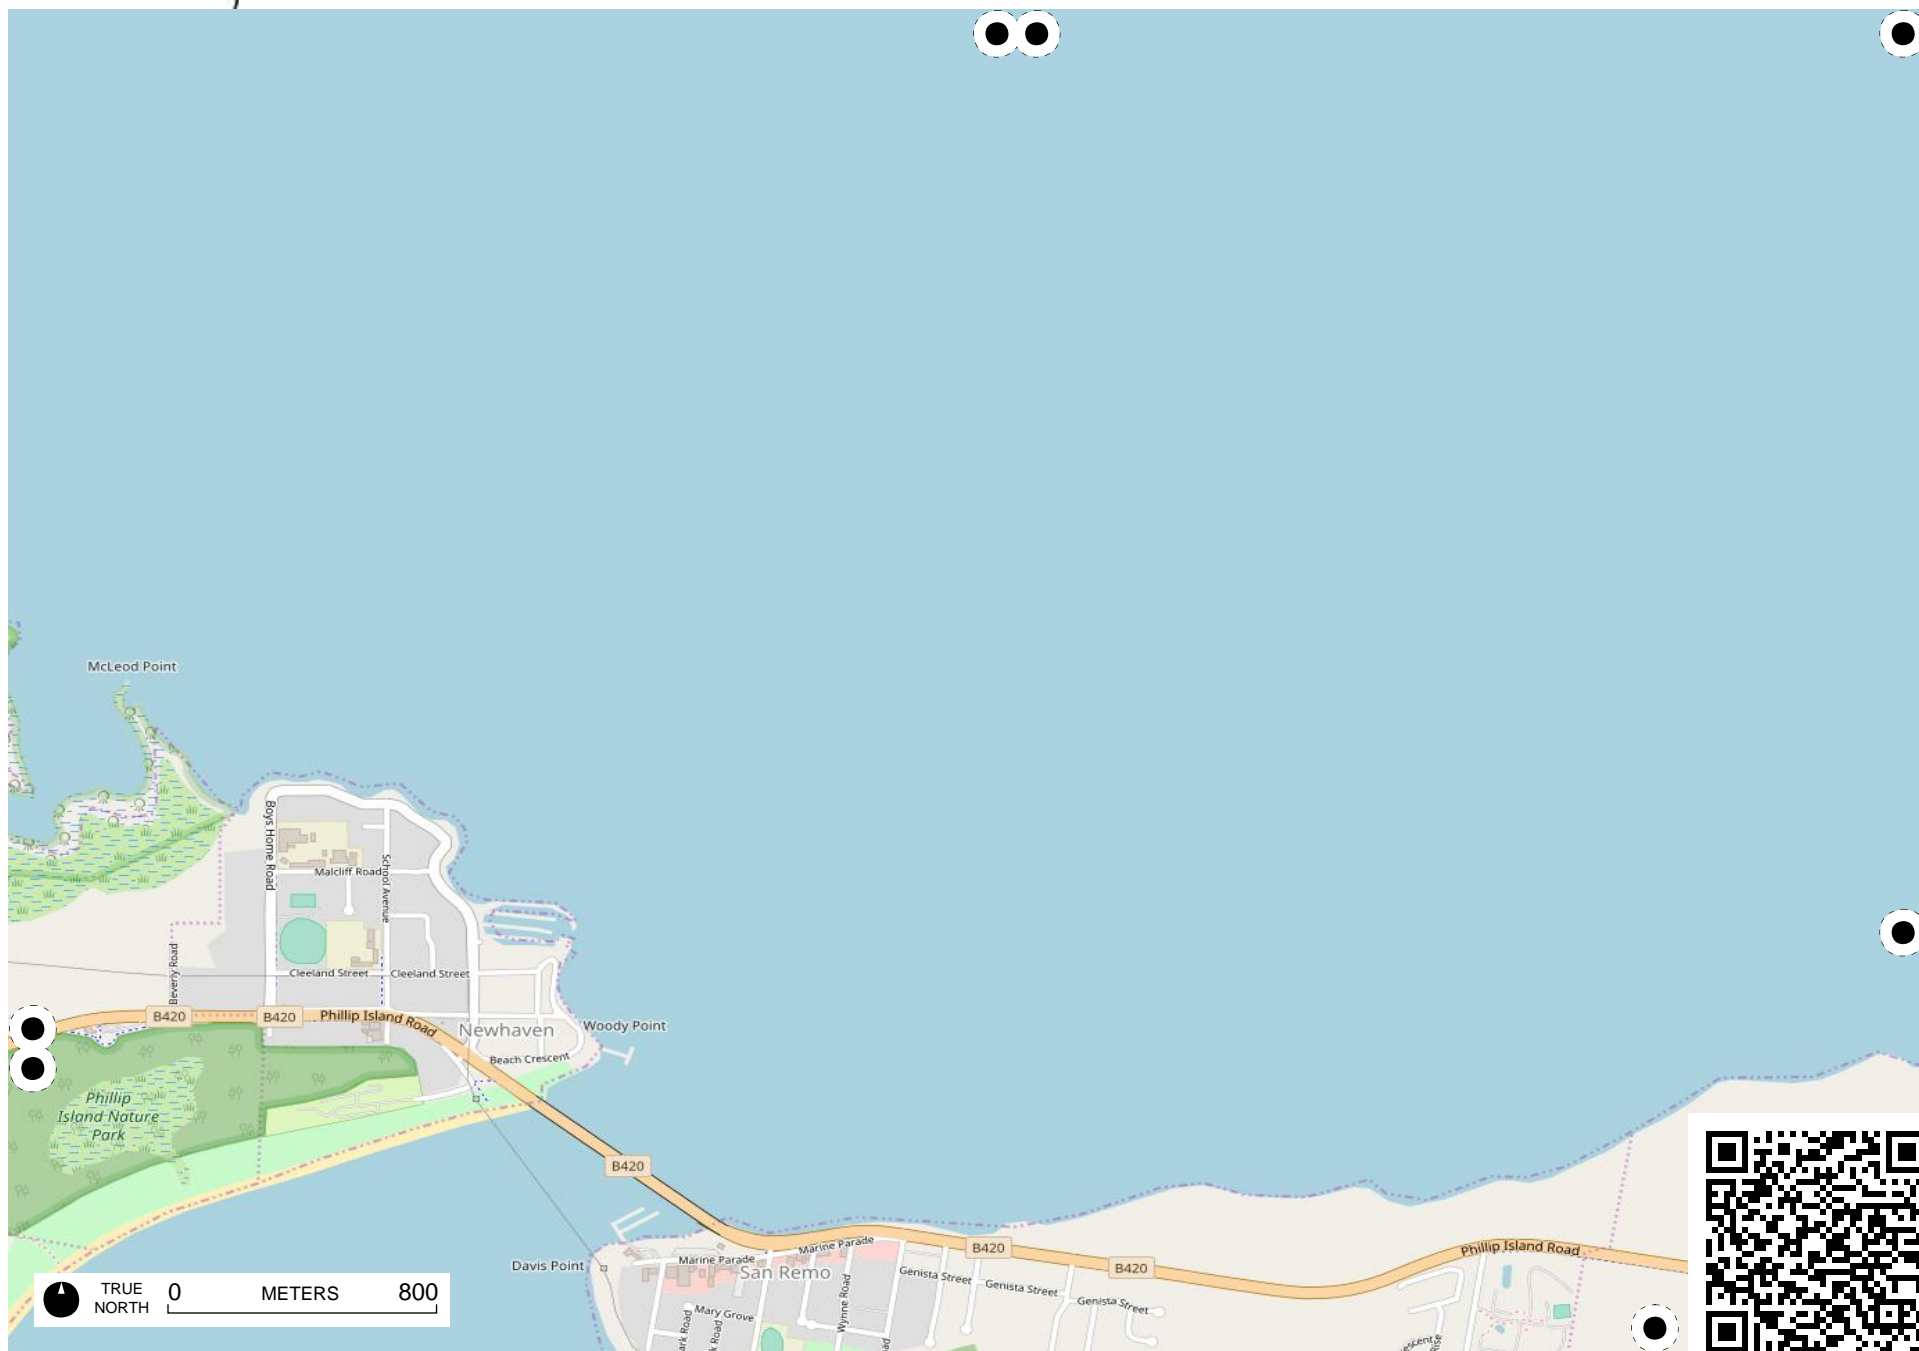 McLeod Point
Boys Home Road
School Avenue
Malcliff Road
Beverly Road
Cleeland Street
Cleeland Street
B420
B420
Phillip Island Road
Newhaven
Woody Point
Beach Crescent
Phillip
Island Nature
Park
B420
Davis Point
Marine Parade
Marine Parade
San Remo
B420
B420
Phillip Island Road
Genista Street
Genista Street
Genista Street
Wynne Road
Mary Grove
TRUE
NORTH
0
METERS
800